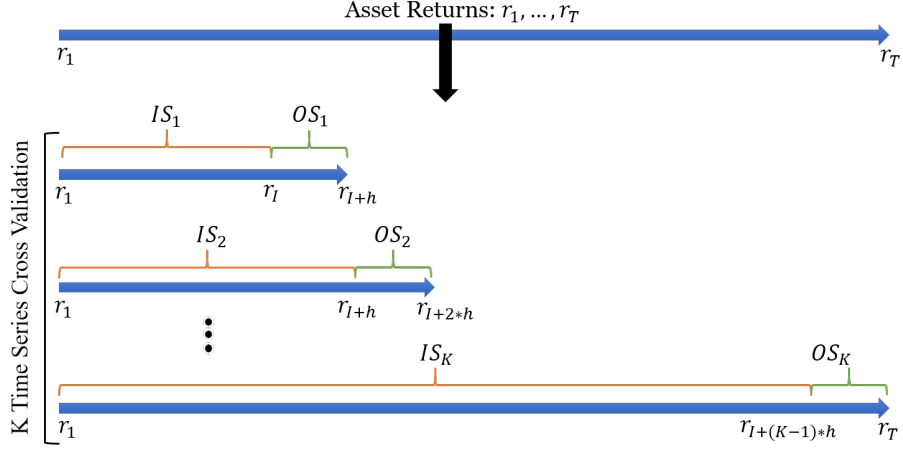 Asset Returns: $r_1, \ldots, r_T$
$r_1$
$r_T$
K Time Series Cross Validation
$IS_1$
$OS_1$
$r_1$
$r_I$
$r_{I+h}$
$IS_2$
$OS_2$
$r_1$
$r_{I+h}$
$r_{I+2*h}$
$IS_K$
$OS_K$
$r_1$
$r_{I+(K-1)*h}$
$r_T$